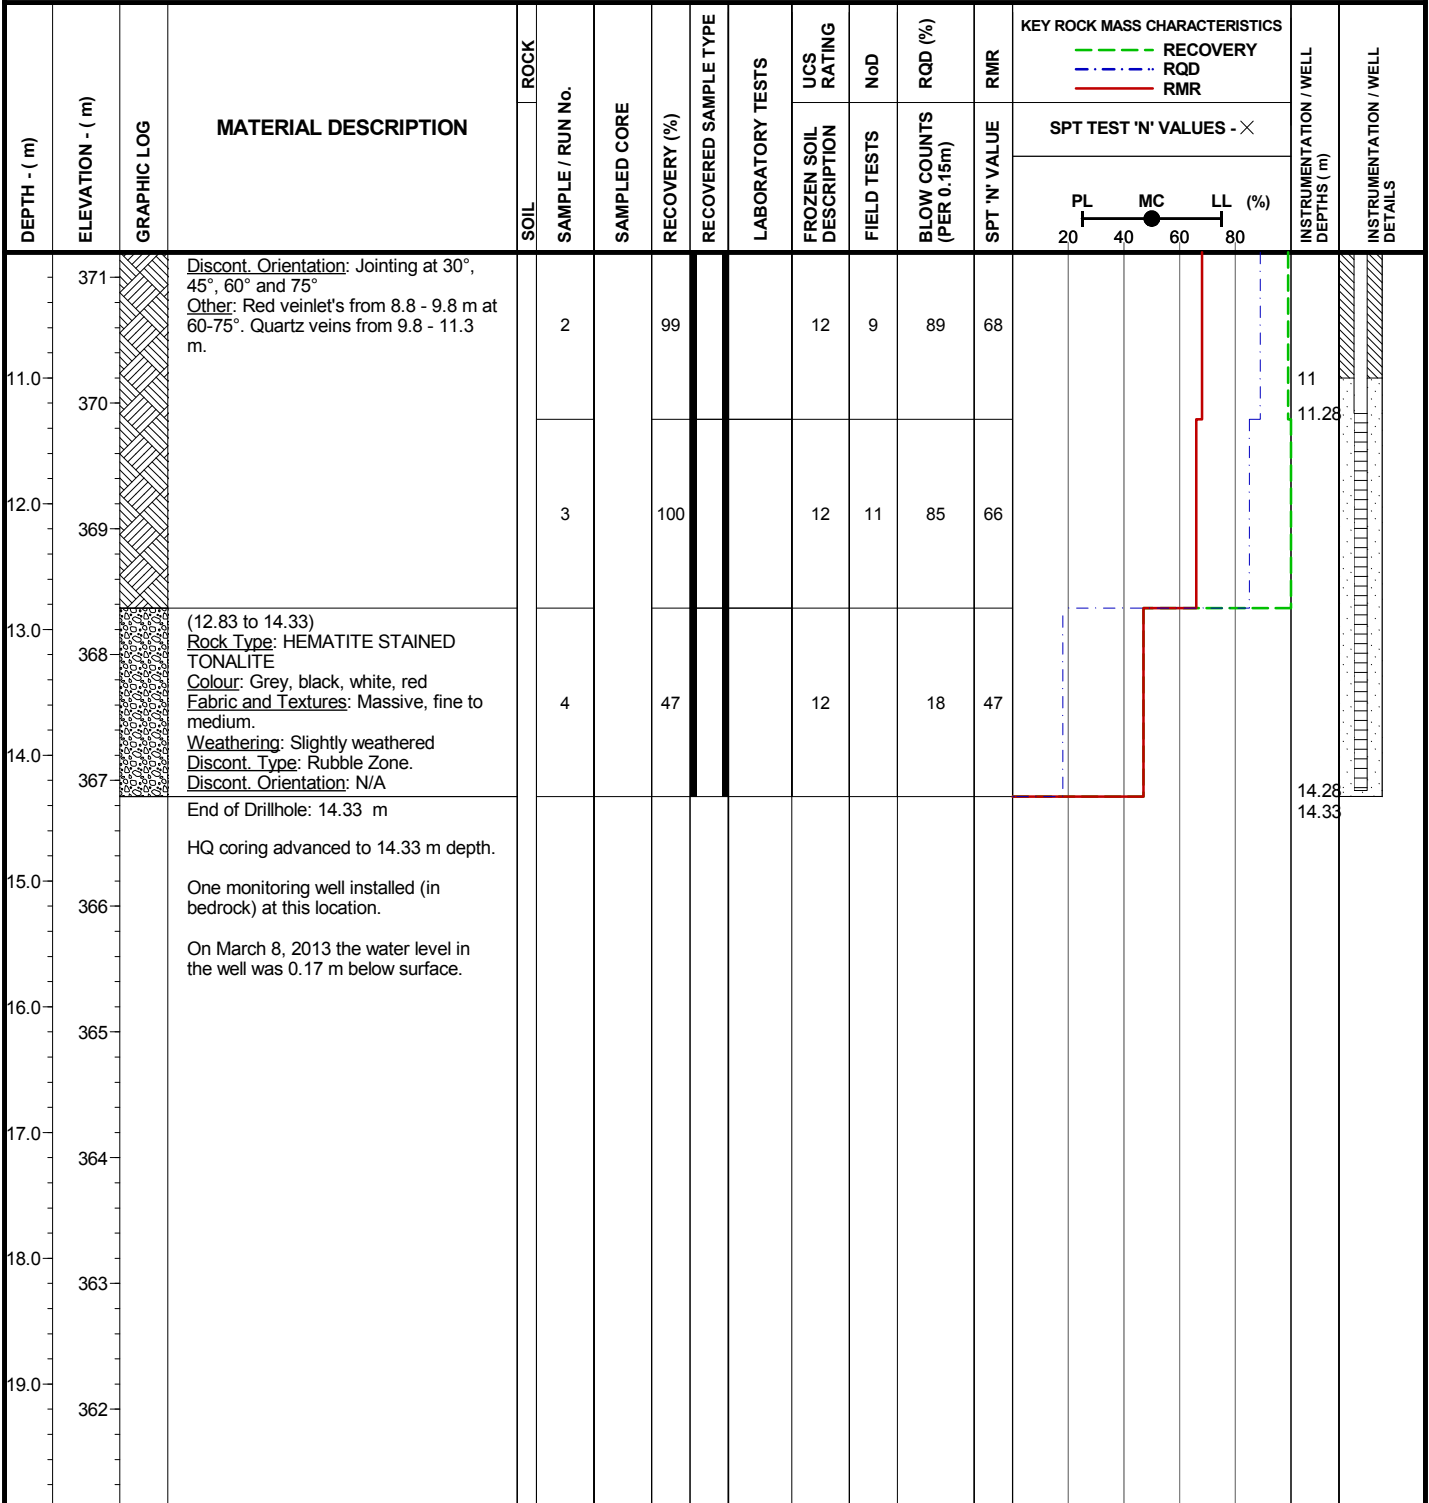 DEPTH - ( m)
ELEVATION - ( m)
GRAPHIC LOG
MATERIAL DESCRIPTION
SOIL
ROCK
SAMPLE / RUN No.
SAMPLED CORE
RECOVERY (%)
RECOVERED SAMPLE TYPE
LABORATORY TESTS
UCS RATING
FROZEN SOIL DESCRIPTION
NoD
FIELD TESTS
RQD (%)
BLOW COUNTS (PER 0.15m)
RMR
SPT 'N' VALUE
KEY ROCK MASS CHARACTERISTICS
RECOVERY
RQD
RMR
SPT TEST 'N' VALUES - X
PL MC LL (%)
20 40 60 80
INSTRUMENTATION / WELL DEPTHS ( m)
INSTRUMENTATION / WELL DETAILS
371
Discont. Orientation: Jointing at 30°,
45°, 60° and 75°
Other: Red veinlet's from 8.8 - 9.8 m at
60-75°. Quartz veins from 9.8 - 11.3
m.
2 99 12 9 89 68
11.0
11
370
11.28
12.0
3 100 12 11 85 66
369
13.0
(12.83 to 14.33)
Rock Type: HEMATITE STAINED
TONALITE
368
Colour: Grey, black, white, red
Fabric and Textures: Massive, fine to
medium.
4 47 12 18 47
Weathering: Slightly weathered
14.0
Discont. Type: Rubble Zone.
367
Discont. Orientation: N/A
14.28
End of Drillhole: 14.33 m
14.33
HQ coring advanced to 14.33 m depth.
15.0
One monitoring well installed (in
366
bedrock) at this location.
On March 8, 2013 the water level in
the well was 0.17 m below surface.
16.0
365
17.0
364
18.0
363
19.0
362